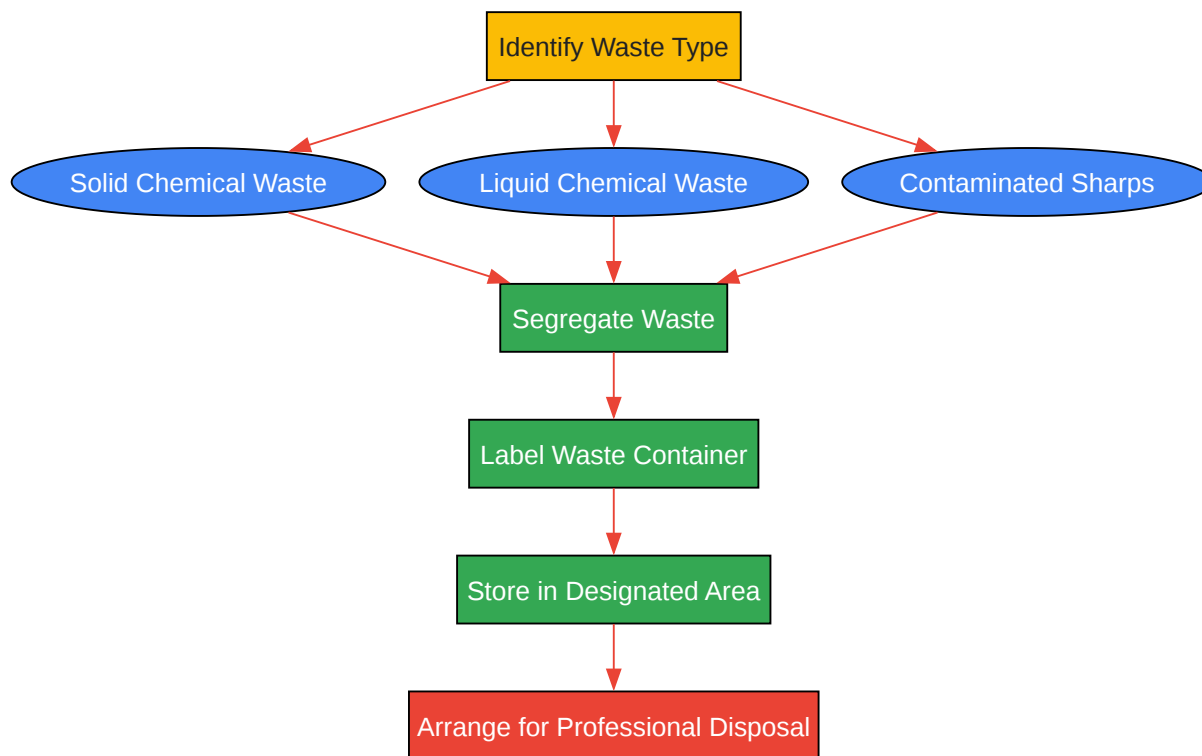 Identify Waste Type
Solid Chemical Waste
Liquid Chemical Waste
Contaminated Sharps
Segregate Waste
Label Waste Container
Store in Designated Area
Arrange for Professional Disposal